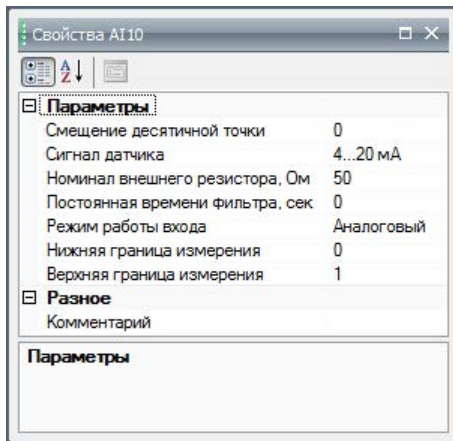 Свойства AI10
Параметры
Смещение десятичной точки 0
Сигнал датчика 4...20 мА
Номинал внешнего резистора, Ом 50
Постоянная времени фильтра, сек 0
Режим работы входа Аналоговый
Нижняя граница измерения 0
Верхняя граница измерения 1
Разное
Комментарий
Параметры